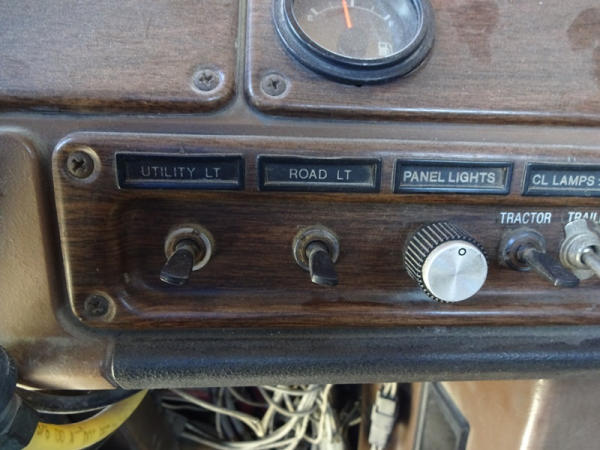 UTILITY LT
ROAD LT
PANEL LIGHTS
CL LAMPS
TRACTOR